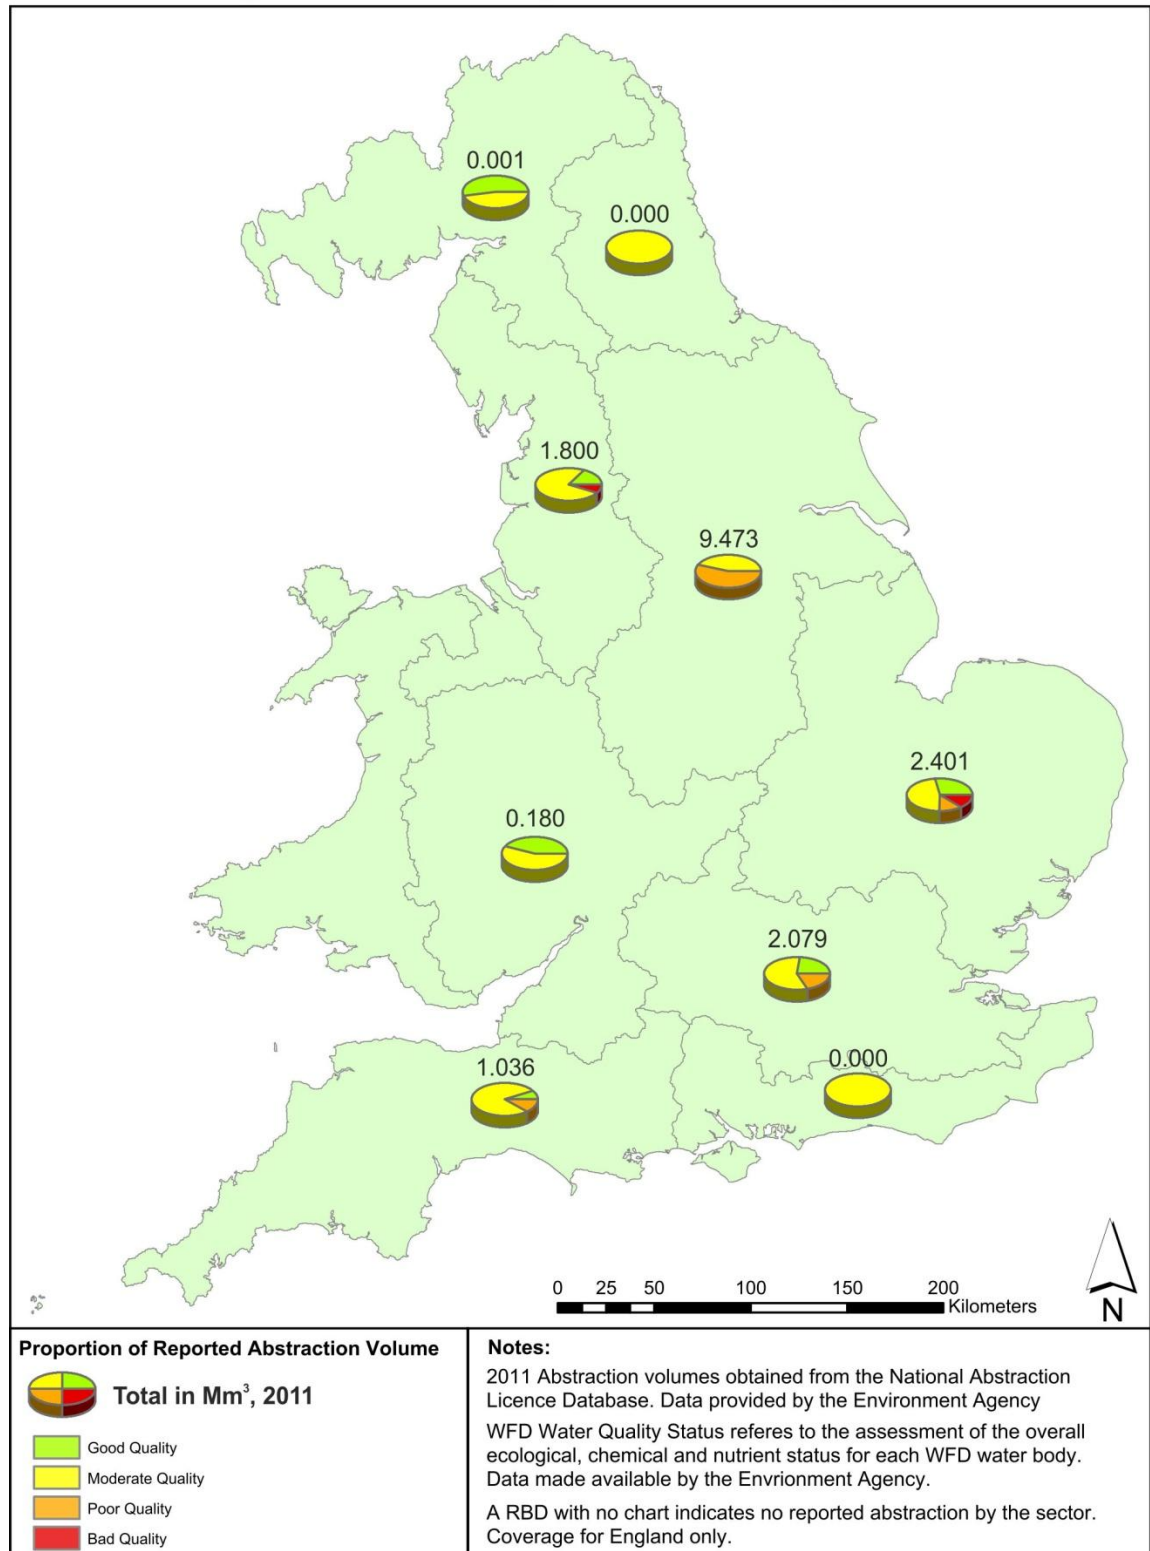 0.001
0.000
1.800
9.473
2.401
0.180
2.079
0.000
1.036
0 25 50 100 150 200
Kilometers
N
Proportion of Reported Abstraction Volume
Total in Mm³, 2011
Good Quality
Moderate Quality
Poor Quality
Bad Quality
Notes:
2011 Abstraction volumes obtained from the National Abstraction
Licence Database. Data provided by the Environment Agency
WFD Water Quality Status referes to the assessment of the overall
ecological, chemical and nutrient status for each WFD water body.
Data made available by the Envrionment Agency.
A RBD with no chart indicates no reported abstraction by the sector.
Coverage for England only.